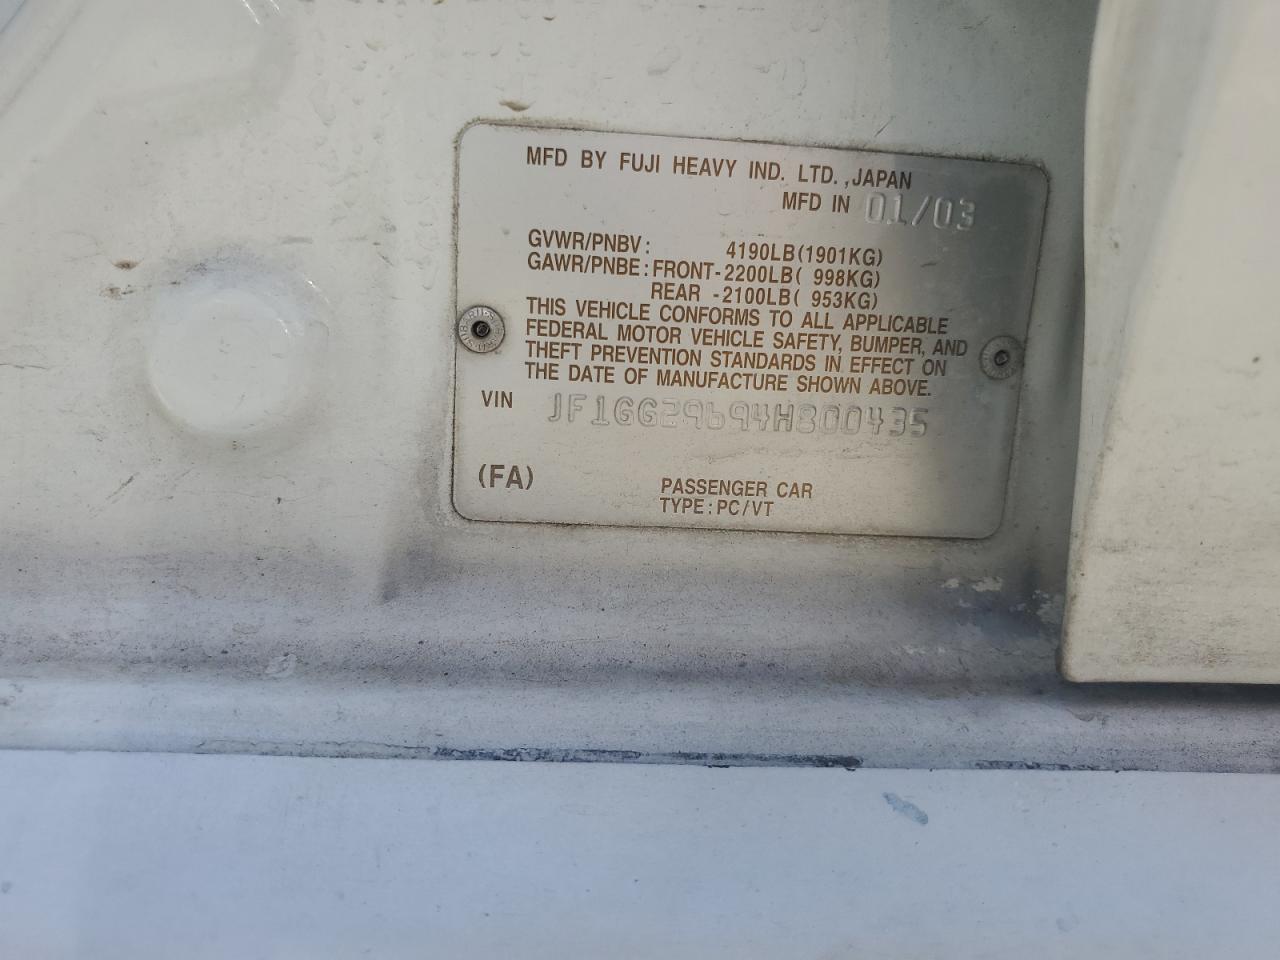 MFD BY FUJI HEAVY IND. LTD.,JAPAN
MFD IN 01/03
GVWR/PNBV: 4190LB(1901KG)
GAWR/PNBE:FRONT-2200LB( 998KG)
REAR -2100LB( 953KG)
THIS VEHICLE CONFORMS TO ALL APPLICABLE
FEDERAL MOTOR VEHICLE SAFETY, BUMPER, AND
THEFT PREVENTION STANDARDS IN EFFECT ON
THE DATE OF MANUFACTURE SHOWN ABOVE.
VIN JF1GG29694H800435
(FA)
PASSENGER CAR
TYPE:PC/VT